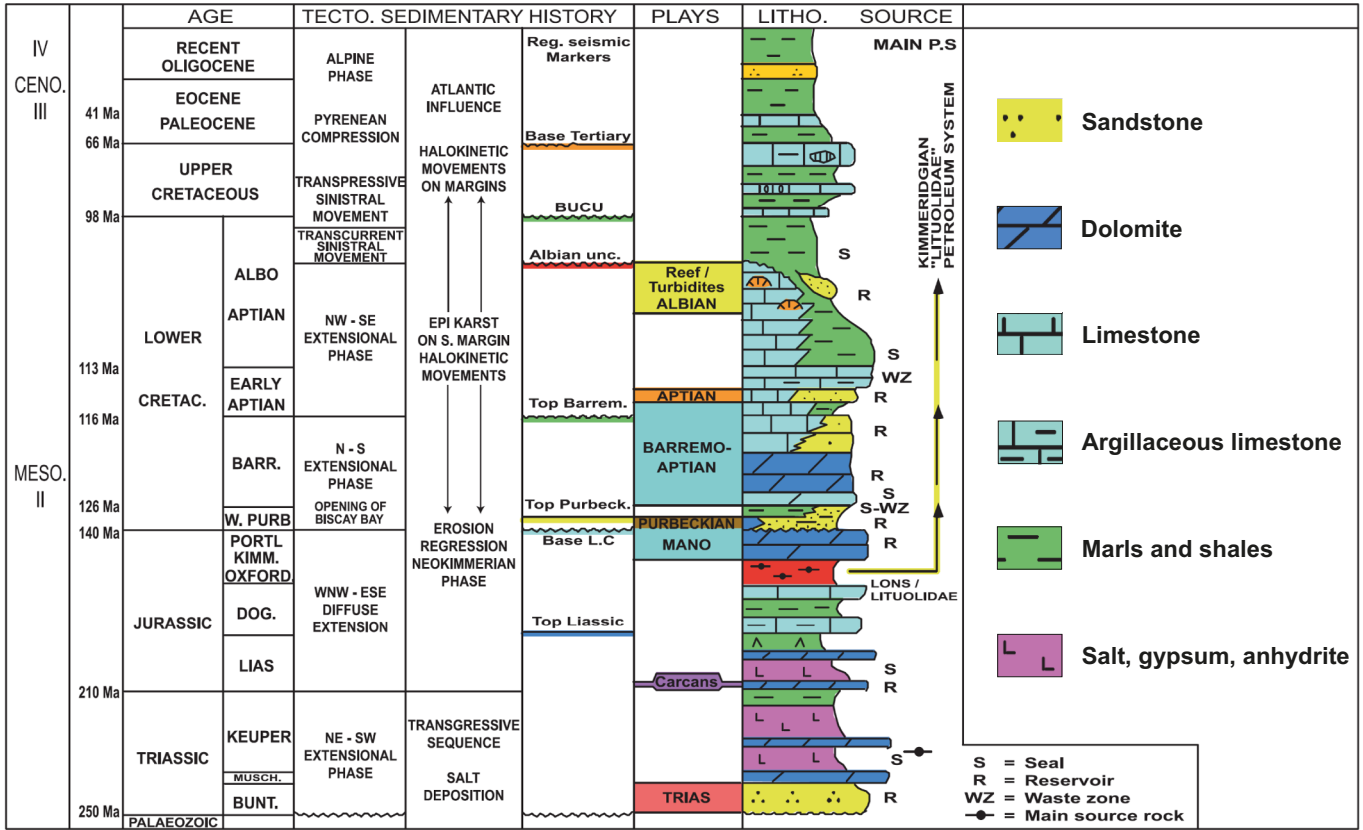 AGE
TECTO. SEDIMENTARY HISTORY
PLAYS
LITHO.
SOURCE
IV
CENO.
III
MESO.
II
41 Ma
66 Ma
98 Ma
113 Ma
116 Ma
126 Ma
140 Ma
210 Ma
250 Ma
RECENT
OLIGOCENE
EOCENE
PALEOCENE
UPPER
CRETACEOUS
LOWER
CRETAC.
ALBO
APTIAN
EARLY
APTIAN
BARR.
W. PURB
JURASSIC
PORTL
KIMM.
OXFORD.
DOG.
LIAS
TRIASSIC
KEUPER
MUSCH.
BUNT.
PALAEOZOIC
ALPINE
PHASE
PYRENEAN
COMPRESSION
TRANSPRESSIVE
SINISTRAL
MOVEMENT
TRANSCURRENT
SINISTRAL
MOVEMENT
NW - SE
EXTENSIONAL
PHASE
N - S
EXTENSIONAL
PHASE
OPENING OF
BISCAY BAY
WNW - ESE
DIFFUSE
EXTENSION
NE - SW
EXTENSIONAL
PHASE
ATLANTIC
INFLUENCE
HALOKINETIC
MOVEMENTS
ON MARGINS
EPI KARST
ON S. MARGIN
HALOKINETIC
MOVEMENTS
EROSION
REGRESSION
NEOKIMMERIAN
PHASE
TRANSGRESSIVE
SEQUENCE
SALT
DEPOSITION
Reg. seismic
Markers
Base Tertiary
BUCU
Albian unc.
Top Barrem.
Top Purbeck.
Base L.C
Top Liassic
Reef /
Turbidites
ALBIAN
APTIAN
BARREMO-
APTIAN
PURBECKIAN
MANO
Carcans
TRIAS
MAIN P.S
S
R
S
WZ
R
R
R
S
S-WZ
R
R
LONS /
LITUOLIDAE
S
R
S
R
KIMMERIDGIAN
"LITUOLIDAE"
PETROLEUM SYSTEM
Sandstone
Dolomite
Limestone
Argillaceous limestone
Marls and shales
Salt, gypsum, anhydrite
S = Seal
R = Reservoir
WZ = Waste zone
= Main source rock